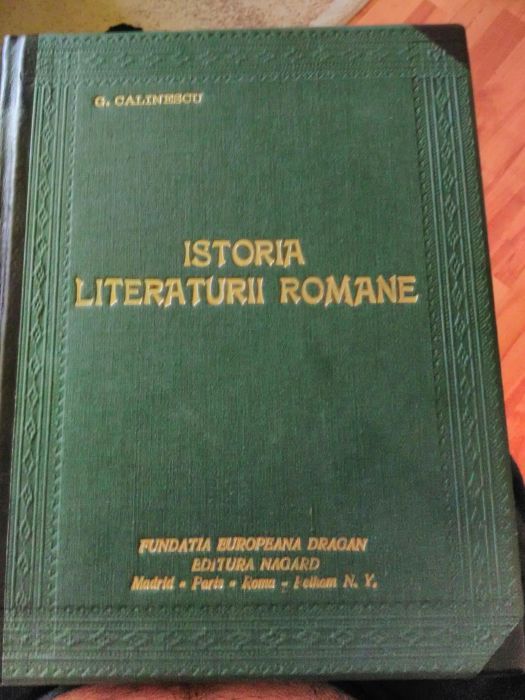 G. CALINESCU
ISTORIA
LITERATURII ROMANE
FUNDATIA EUROPEANA DRAGAN
EDITURA NAGARD
Madrid - Paris - Roma - Pelham N. Y.